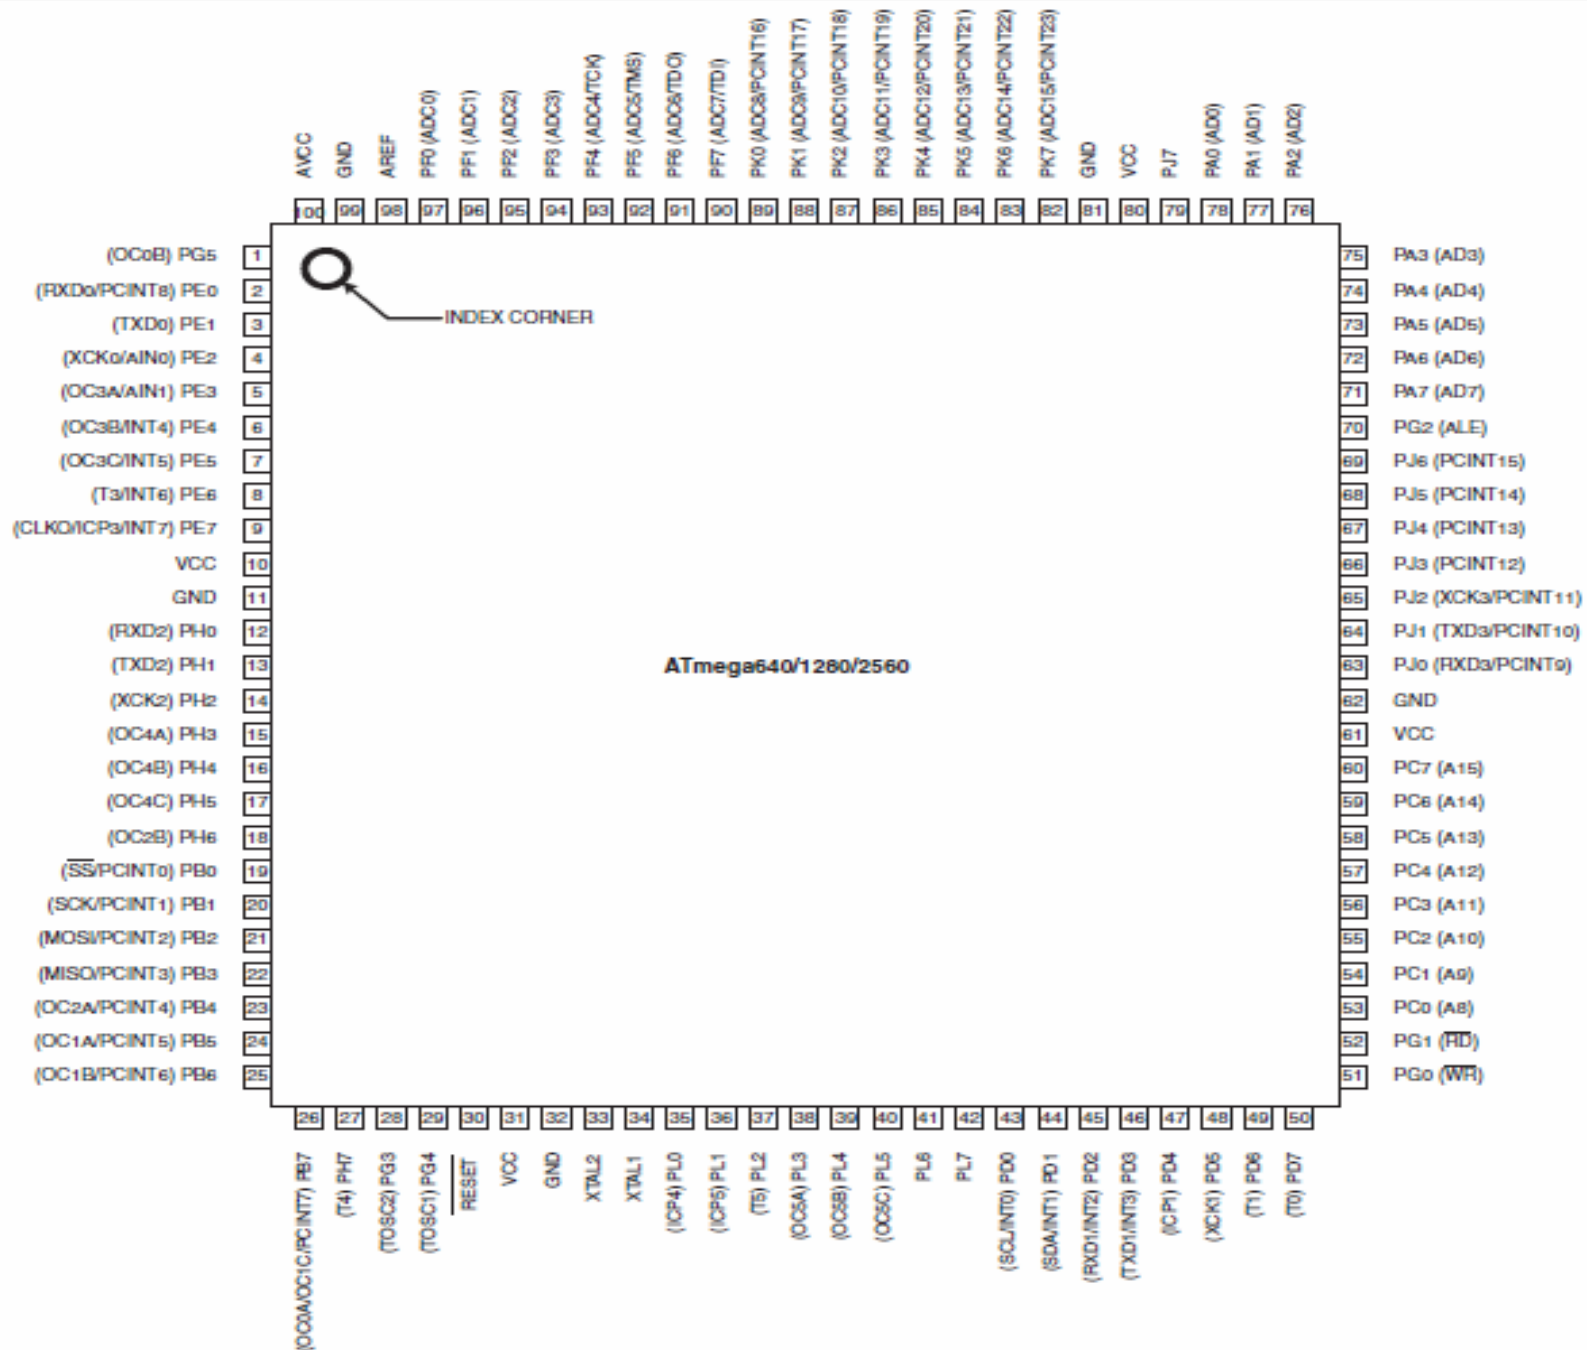 AVCC
GND
AREF
PF0 (ADC0)
PF1 (ADC1)
PF2 (ADC2)
PF3 (ADC3)
PF4 (ADC4/TCK)
PF5 (ADC5/TMS)
PF6 (ADC6/TDO)
PF7 (ADC7/TDI)
PK0 (ADC8/PCINT16)
PK1 (ADC9/PCINT17)
PK2 (ADC10/PCINT18)
PK3 (ADC11/PCINT19)
PK4 (ADC12/PCINT20)
PK5 (ADC13/PCINT21)
PK6 (ADC14/PCINT22)
PK7 (ADC15/PCINT23)
GND
VCC
PJ7
PA0 (AD0)
PA1 (AD1)
PA2 (AD2)
100 99 98 97 96 95 94 93 92 91 90 89 88 87 86 85 84 83 82 81 80 79 78 77 76
(OC0B) PG5 1
(RXD0/PCINT8) PE0 2
(TXD0) PE1 3
(XCK0/AIN0) PE2 4
(OC3A/AIN1) PE3 5
(OC3B/INT4) PE4 6
(OC3C/INT5) PE5 7
(T3/INT6) PE6 8
(CLKO/ICP3/INT7) PE7 9
VCC 10
GND 11
(RXD2) PH0 12
(TXD2) PH1 13
(XCK2) PH2 14
(OC4A) PH3 15
(OC4B) PH4 16
(OC4C) PH5 17
(OC2B) PH6 18
(SS/PCINT0) PB0 19
(SCK/PCINT1) PB1 20
(MOSI/PCINT2) PB2 21
(MISO/PCINT3) PB3 22
(OC2A/PCINT4) PB4 23
(OC1A/PCINT5) PB5 24
(OC1B/PCINT6) PB6 25
INDEX CORNER
ATmega640/1280/2560
75 PA3 (AD3)
74 PA4 (AD4)
73 PA5 (AD5)
72 PA6 (AD6)
71 PA7 (AD7)
70 PG2 (ALE)
69 PJ6 (PCINT15)
68 PJ5 (PCINT14)
67 PJ4 (PCINT13)
66 PJ3 (PCINT12)
65 PJ2 (XCK3/PCINT11)
64 PJ1 (TXD3/PCINT10)
63 PJ0 (RXD3/PCINT9)
62 GND
61 VCC
60 PC7 (A15)
59 PC6 (A14)
58 PC5 (A13)
57 PC4 (A12)
56 PC3 (A11)
55 PC2 (A10)
54 PC1 (A9)
53 PC0 (A8)
52 PG1 (RD)
51 PG0 (WR)
26 27 28 29 30 31 32 33 34 35 36 37 38 39 40 41 42 43 44 45 46 47 48 49 50
(OC0A/OC1C/PCINT7) PB7
(T4) PH7
(TOSC2) PG3
(TOSC1) PG4
RESET
VCC
GND
XTAL2
XTAL1
(ICP4) PL0
(ICP5) PL1
(T5) PL2
(OC5A) PL3
(OC5B) PL4
(OC5C) PL5
PL6
PL7
(SCL/INT0) PD0
(SDA/INT1) PD1
(RXD1/INT2) PD2
(TXD1/INT3) PD3
(ICP1) PD4
(XCK1) PD5
(T1) PD6
(T0) PD7